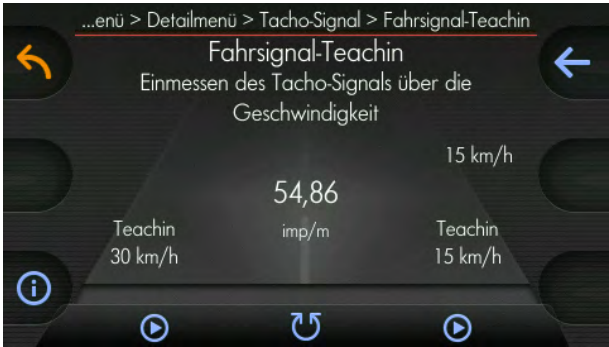 ...enü > Detailmenü > Tacho-Signal > Fahrsignal-Teachin
Fahrsignal-Teachin
Einmessen des Tacho-Signals über die
Geschwindigkeit
15 km/h
54,86
imp/m
Teachin
30 km/h
Teachin
15 km/h